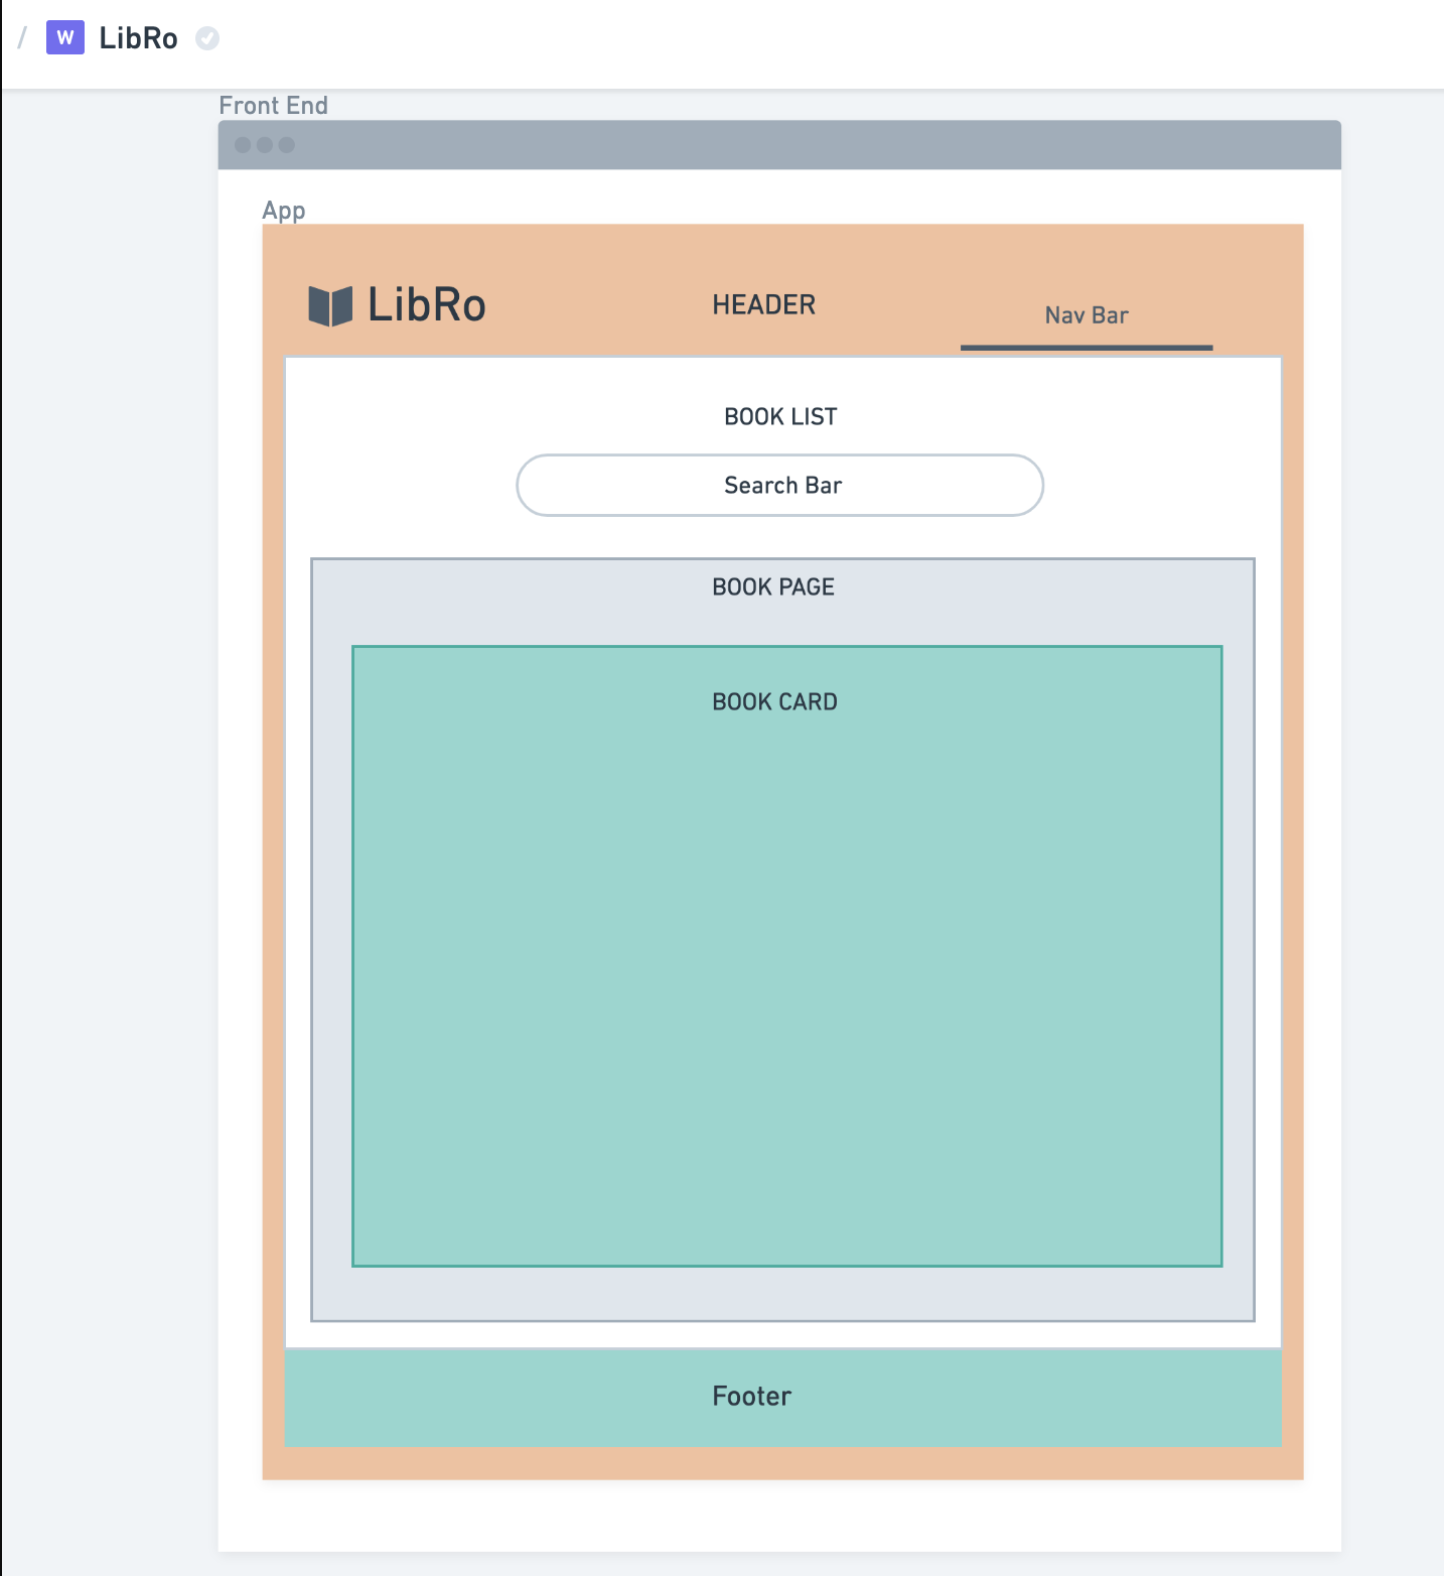 / W LibRo
Front End
App
LibRo HEADER Nav Bar
BOOK LIST
Search Bar
BOOK PAGE
BOOK CARD
Footer